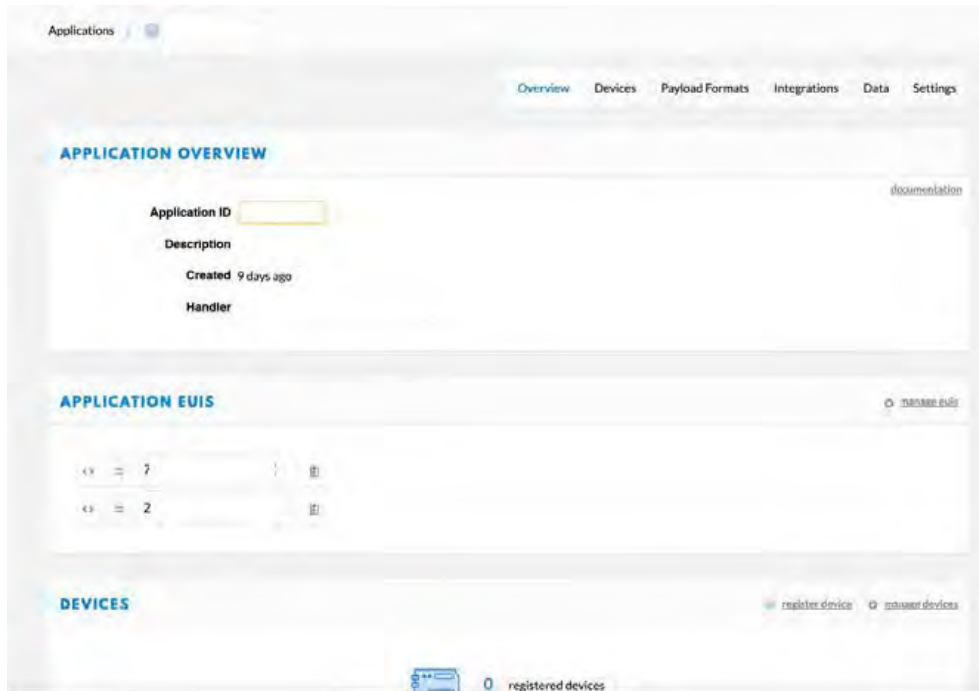 Applications
Overview Devices Payload Formats Integrations Data Settings
APPLICATION OVERVIEW
documentation
Application ID
Description
Created 9 days ago
Handler
APPLICATION EUIS
manage euis
7
2
DEVICES
register device manage devices
0 registered devices